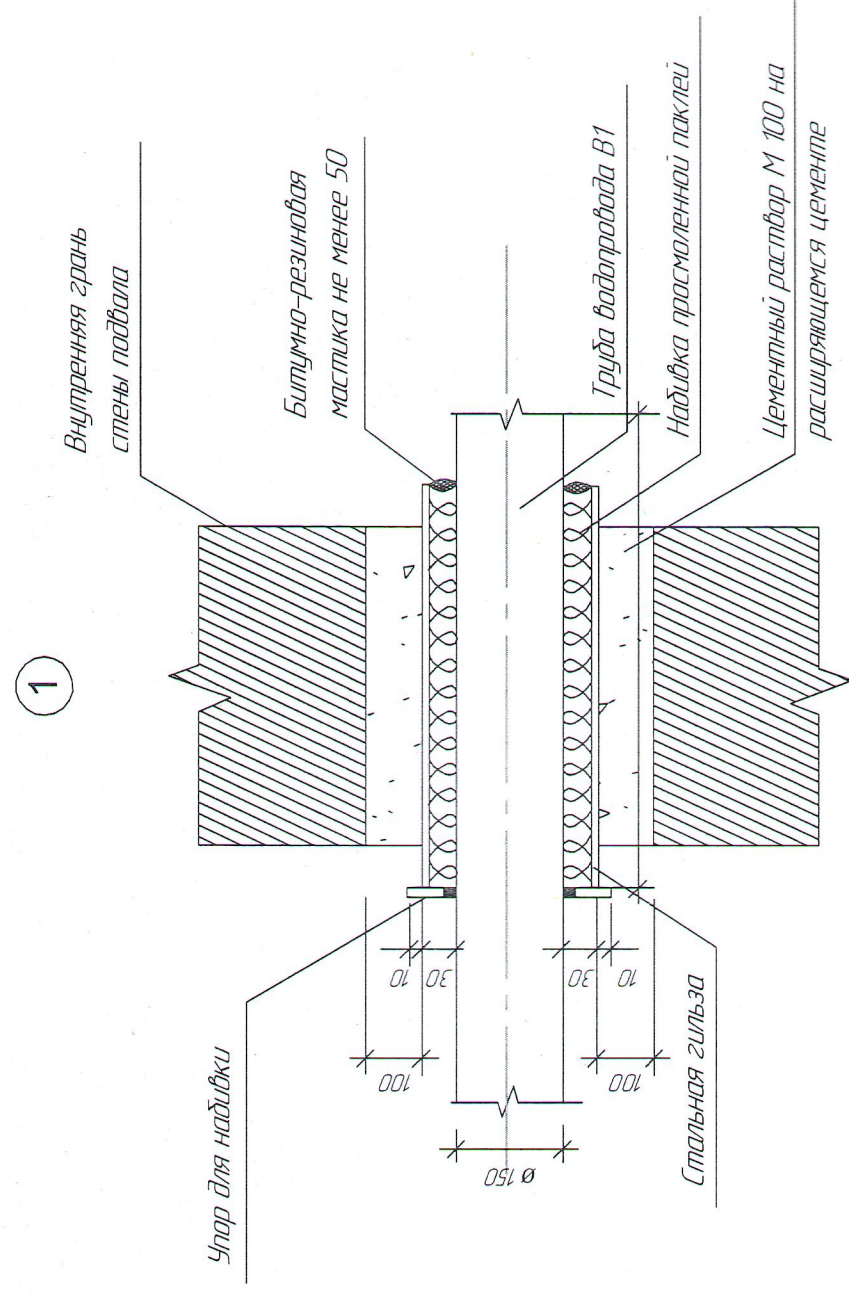 1
Внутренняя грань
стены подвала
Битумно-резиновая
мастика не менее 50
Труба водопровода В1
Набивка просмоленной паклей
Цементный раствор М 100 на
расширяющемся цементе
Упор для набивки
Стальная гильза
100
10
30
ø 150
30
10
100